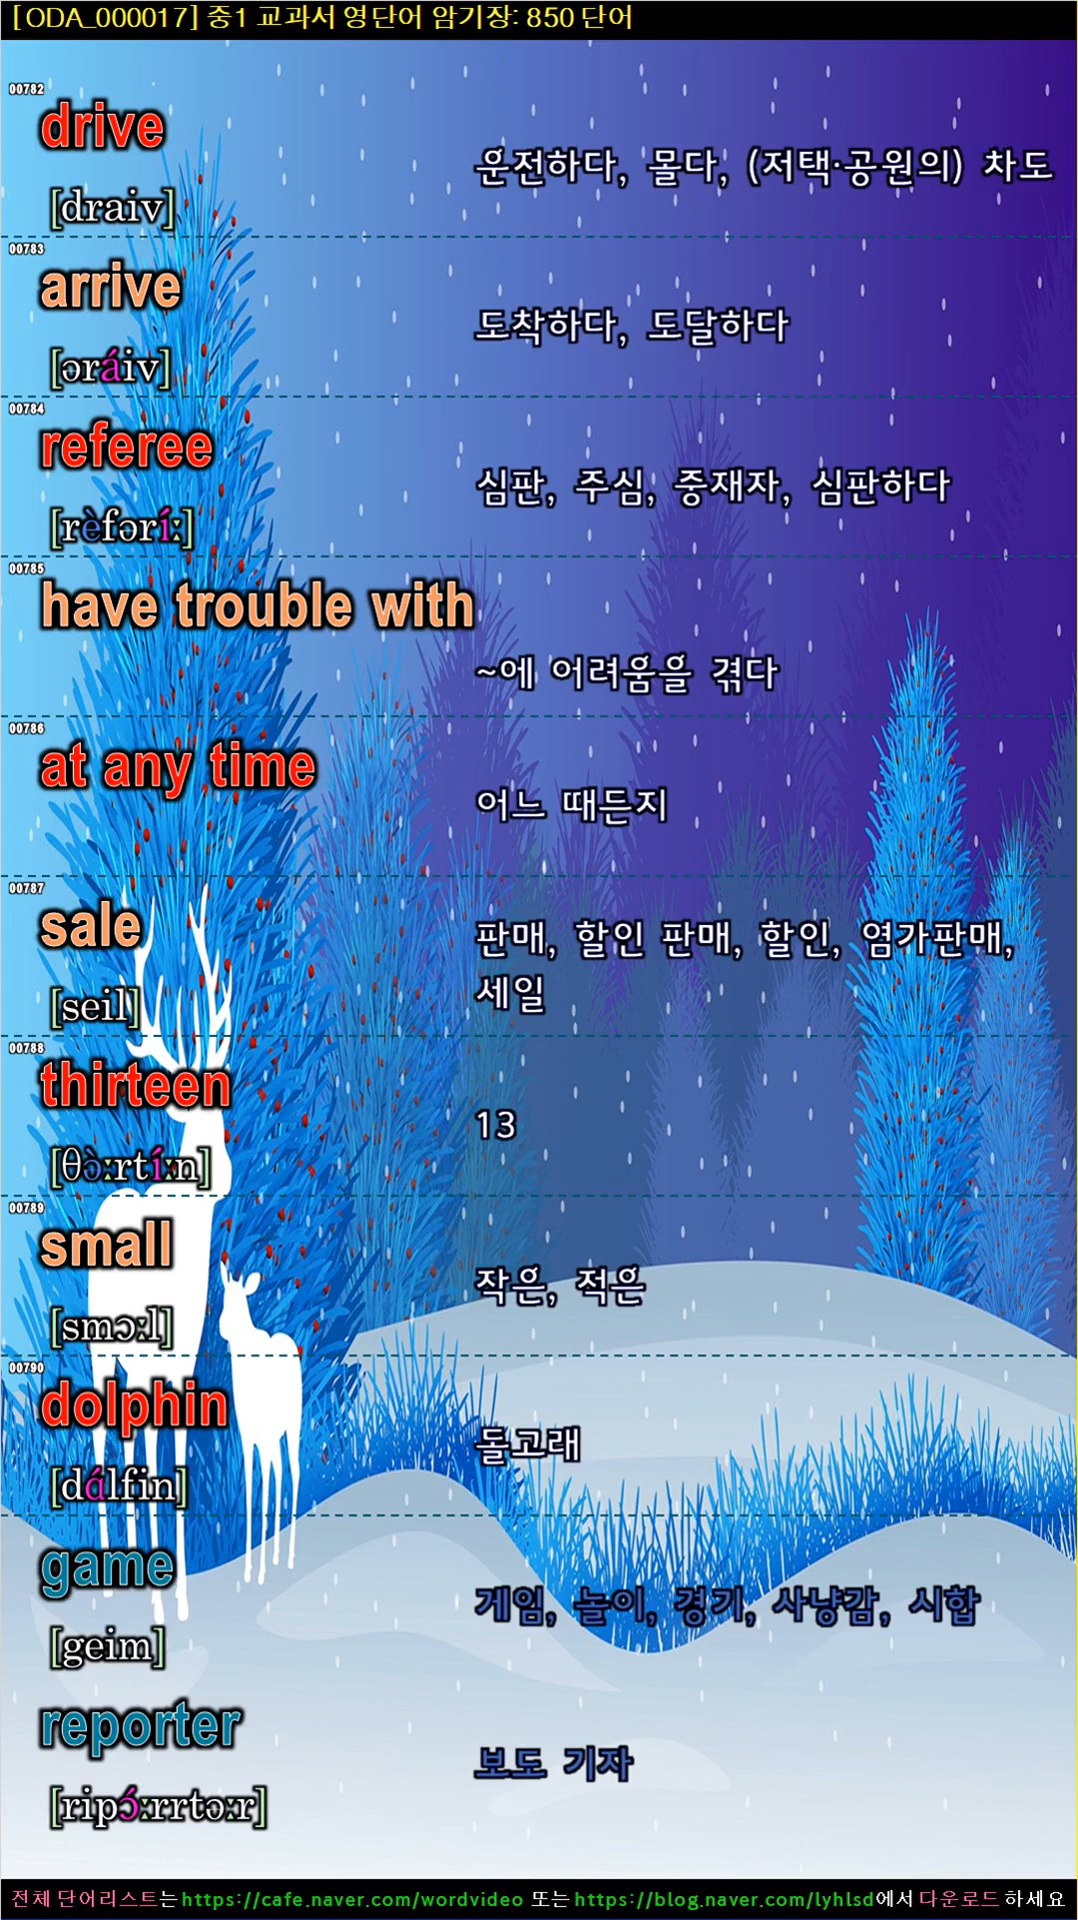 [ODA_000017] 중1 교과서 영단어 암기장: 850 단어
00782
drive
운전하다, 몰다, (저택·공원의) 차도
[draiv]
00783
arrive
도착하다, 도달하다
[əráiv]
00784
referee
심판, 주심, 중재자, 심판하다
[rèfəríː]
00785
have trouble with
~에 어려움을 겪다
00786
at any time
어느 때든지
00787
sale
판매, 할인 판매, 할인, 염가판매,
세일
[seil]
00788
thirteen
13
[θə̀ːrtíːn]
00789
small
작은, 적은
[smɔːl]
00790
dolphin
돌고래
[dálfin]
game
게임, 놀이, 경기, 사냥감, 시합
[geim]
reporter
보도 기자
[ripɔ́ːrrtəːr]
전체 단어리스트는 https://cafe.naver.com/wordvideo 또는 https://blog.naver.com/lyhlsd에서 다운로드 하세요